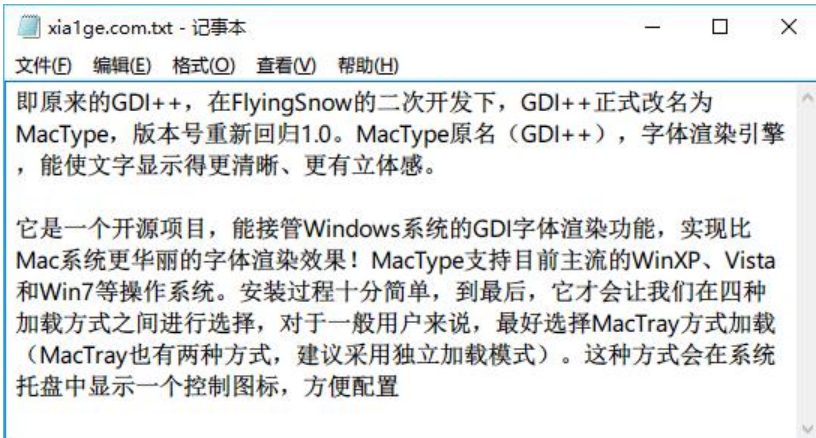 xia1ge.com.txt - 记事本
文件(F) 编辑(E) 格式(O) 查看(V) 帮助(H)
即原来的GDI++，在FlyingSnow的二次开发下，GDI++正式改名为
MacType，版本号重新回归1.0。MacType原名（GDI++），字体渲染引擎
，能使文字显示得更清晰、更有立体感。
它是一个开源项目，能接管Windows系统的GDI字体渲染功能，实现比
Mac系统更华丽的字体渲染效果！MacType支持目前主流的WinXP、Vista
和Win7等操作系统。安装过程十分简单，到最后，它才会让我们在四种
加载方式之间进行选择，对于一般用户来说，最好选择MacTray方式加载
（MacTray也有两种方式，建议采用独立加载模式）。这种方式会在系统
托盘中显示一个控制图标，方便配置